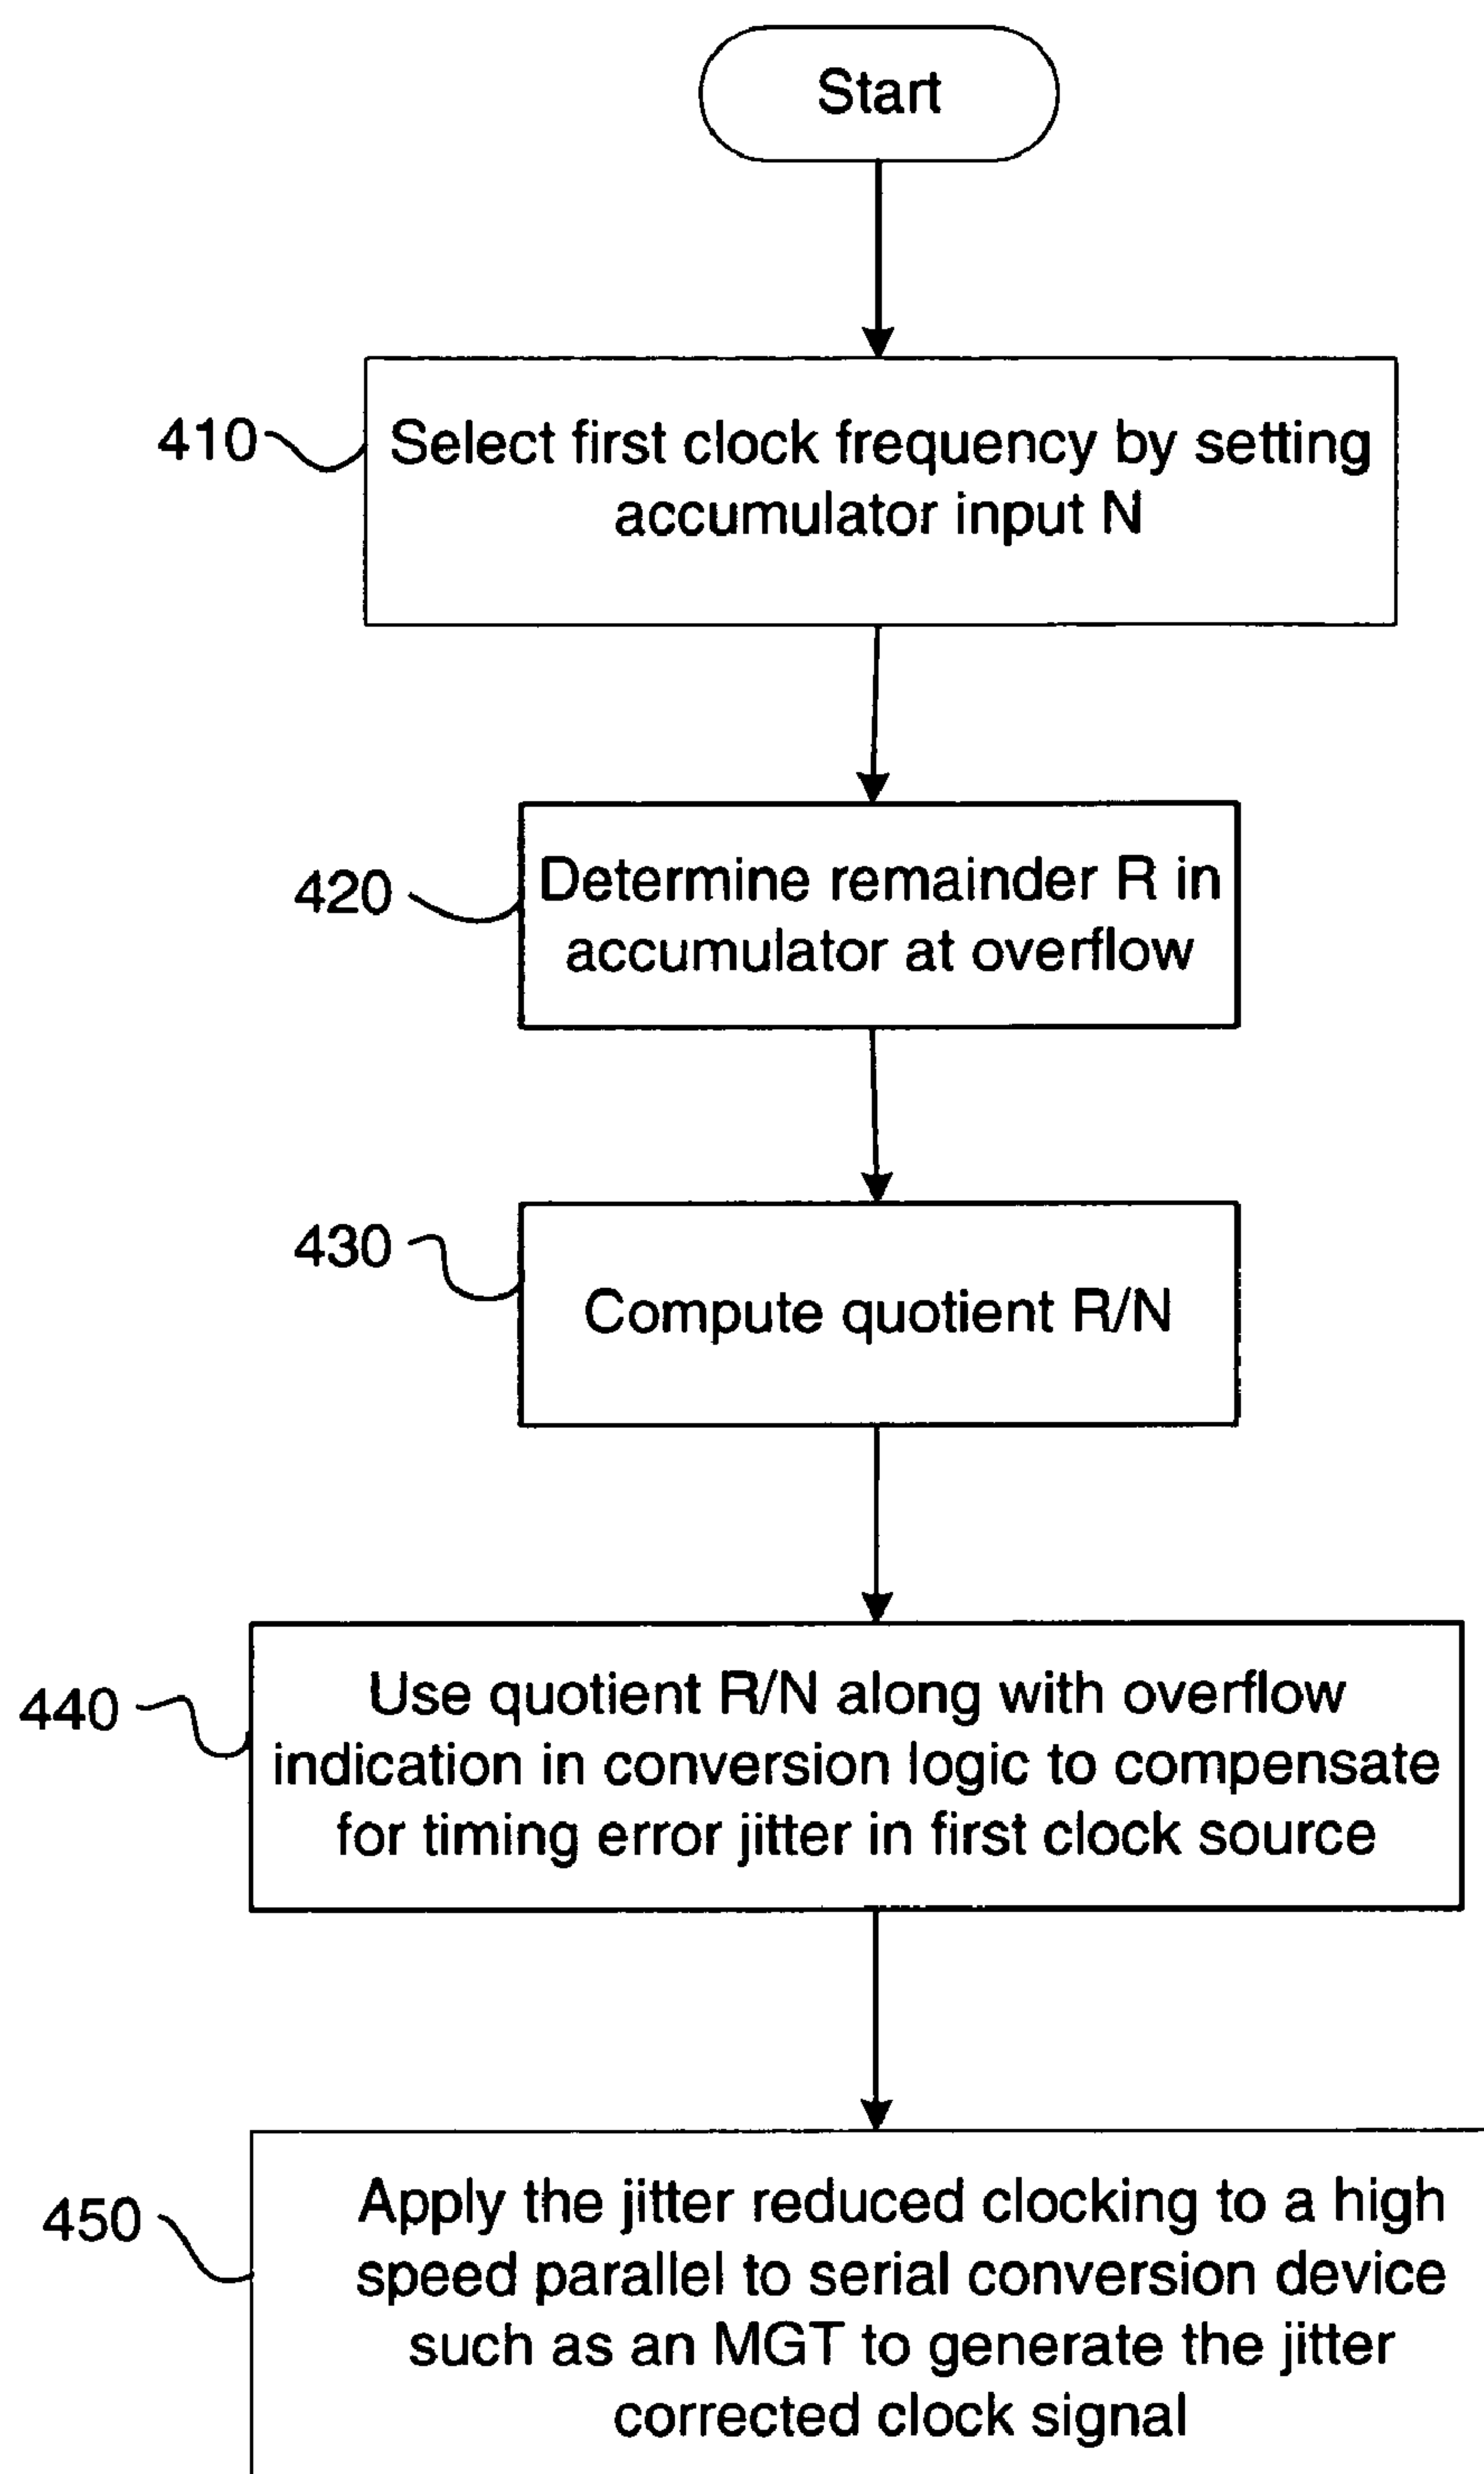 Start
410
Select first clock frequency by setting
accumulator input N
420
Determine remainder R in
accumulator at overflow
430
Compute quotient R/N
440
Use quotient R/N along with overflow
indication in conversion logic to compensate
for timing error jitter in first clock source
450
Apply the jitter reduced clocking to a high
speed parallel to serial conversion device
such as an MGT to generate the jitter
corrected clock signal